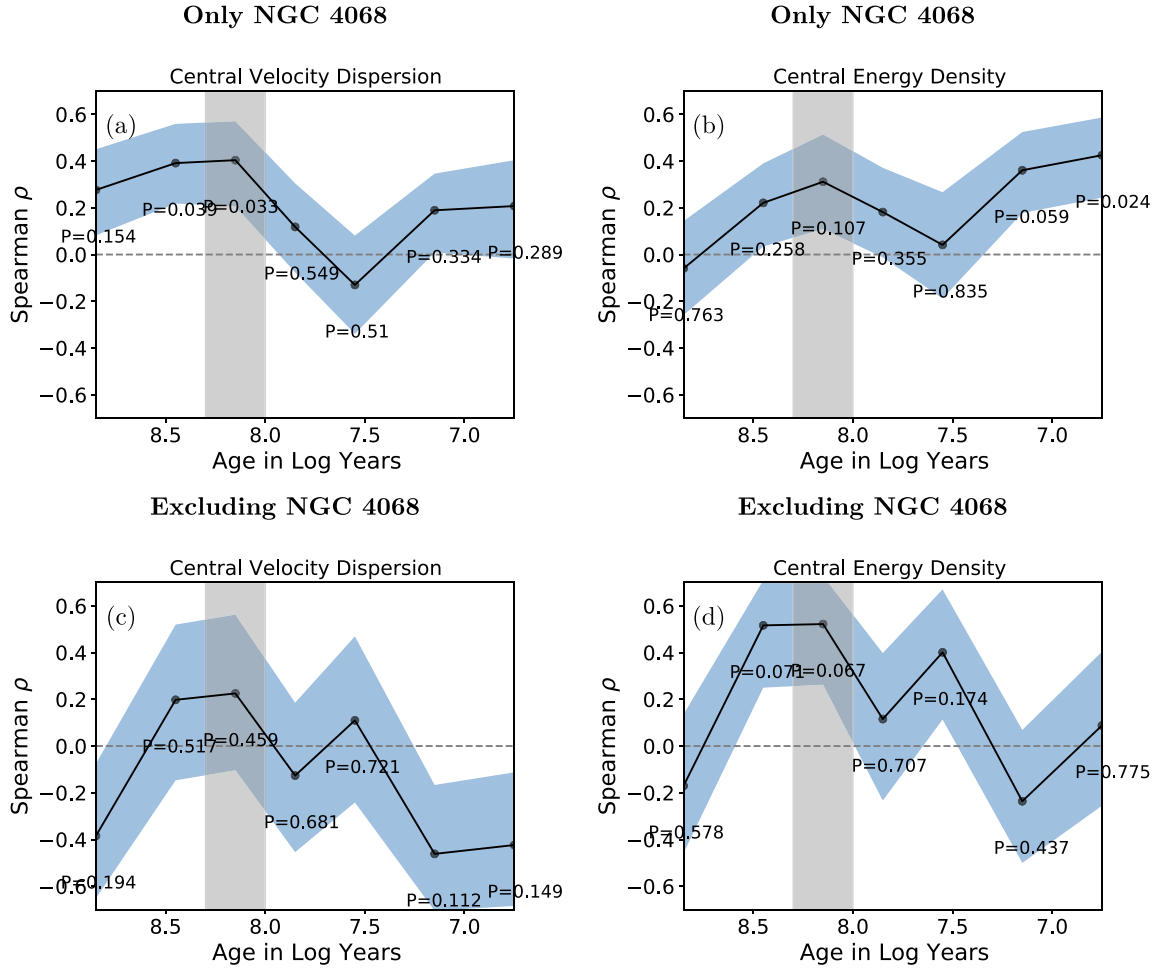 Only NGC 4068
Central Velocity Dispersion
(a)
Spearman ρ
0.6
0.4
0.2
0.0
−0.2
−0.4
−0.6
P=0.154
P=0.039
P=0.033
P=0.549
P=0.51
P=0.334
P=0.289
8.5
8.0
7.5
7.0
Age in Log Years
Only NGC 4068
Central Energy Density
(b)
Spearman ρ
0.6
0.4
0.2
0.0
−0.2
−0.4
−0.6
P=0.763
P=0.258
P=0.107
P=0.355
P=0.835
P=0.059
P=0.024
8.5
8.0
7.5
7.0
Age in Log Years
Excluding NGC 4068
Central Velocity Dispersion
(c)
Spearman ρ
0.6
0.4
0.2
0.0
−0.2
−0.4
−0.6
P=0.194
P=0.517
P=0.459
P=0.681
P=0.721
P=0.112
P=0.149
8.5
8.0
7.5
7.0
Age in Log Years
Excluding NGC 4068
Central Energy Density
(d)
Spearman ρ
0.6
0.4
0.2
0.0
−0.2
−0.4
−0.6
P=0.578
P=0.071
P=0.067
P=0.707
P=0.174
P=0.437
P=0.775
8.5
8.0
7.5
7.0
Age in Log Years